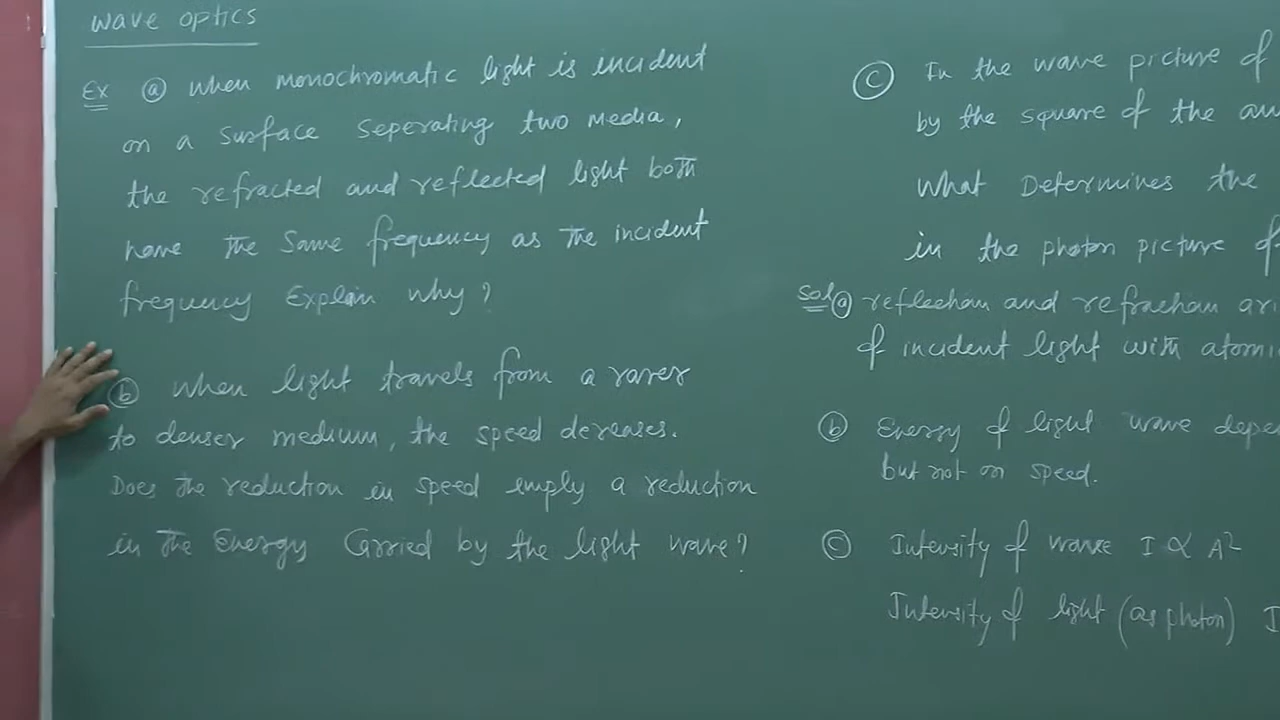 Wave optics
Ex (a) When monochromatic light is incident
on a surface seperating two media,
the refracted and reflected light both
have the same frequency as the incident
frequency Explain why?
(b) When light travels from a rarer
to denser medium, the speed decreases.
Does the reduction in speed emply a reduction
in the Energy Carried by the light wave?
(c) In the wave picture of
by the square of the am
What Determines the
in the photon picture of
Sol (a) reflection and refraction ari
of incident light with atomi
(b) Energy of light wave depe
but not on speed.
(c) Intensity of wave I ∝ A²
Intensity of light (as photon) I